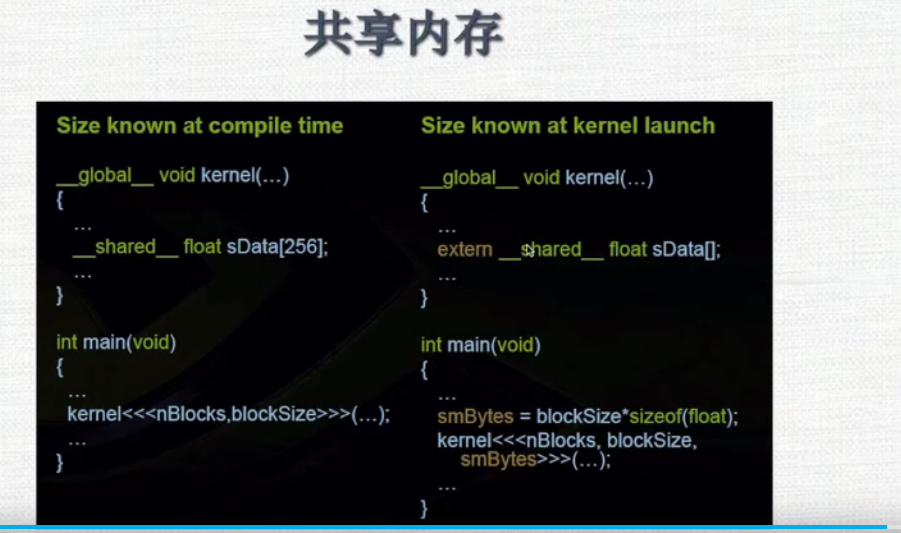 共享内存
Size known at compile time
__global__ void kernel(…)
{
…
__shared__ float sData[256];
…
}
int main(void)
{
…
kernel<<<nBlocks,blockSize>>>(…);
…
}
Size known at kernel launch
__global__ void kernel(…)
{
…
extern __shared__ float sData[];
…
}
int main(void)
{
…
smBytes = blockSize*sizeof(float);
kernel<<<nBlocks, blockSize,
smBytes>>>(…);
…
}